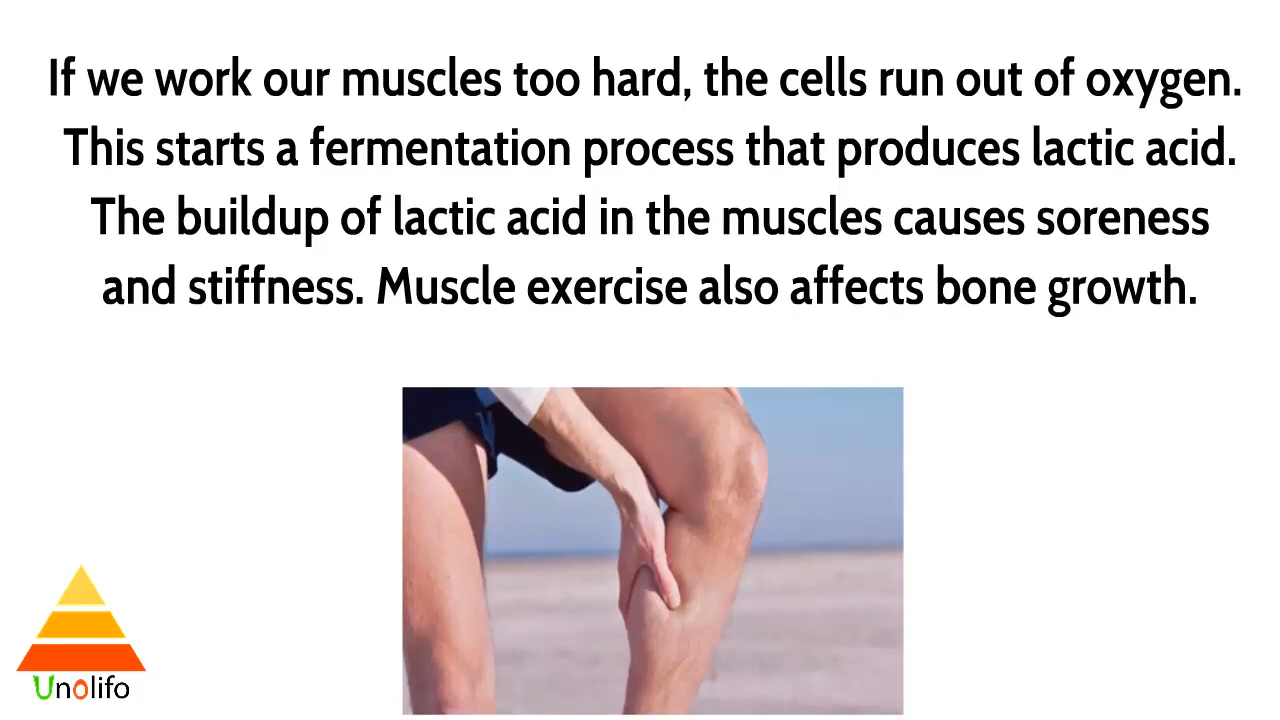 If we work our muscles too hard, the cells run out of oxygen.
This starts a fermentation process that produces lactic acid.
The buildup of lactic acid in the muscles causes soreness
and stiffness. Muscle exercise also affects bone growth.
Unolifo